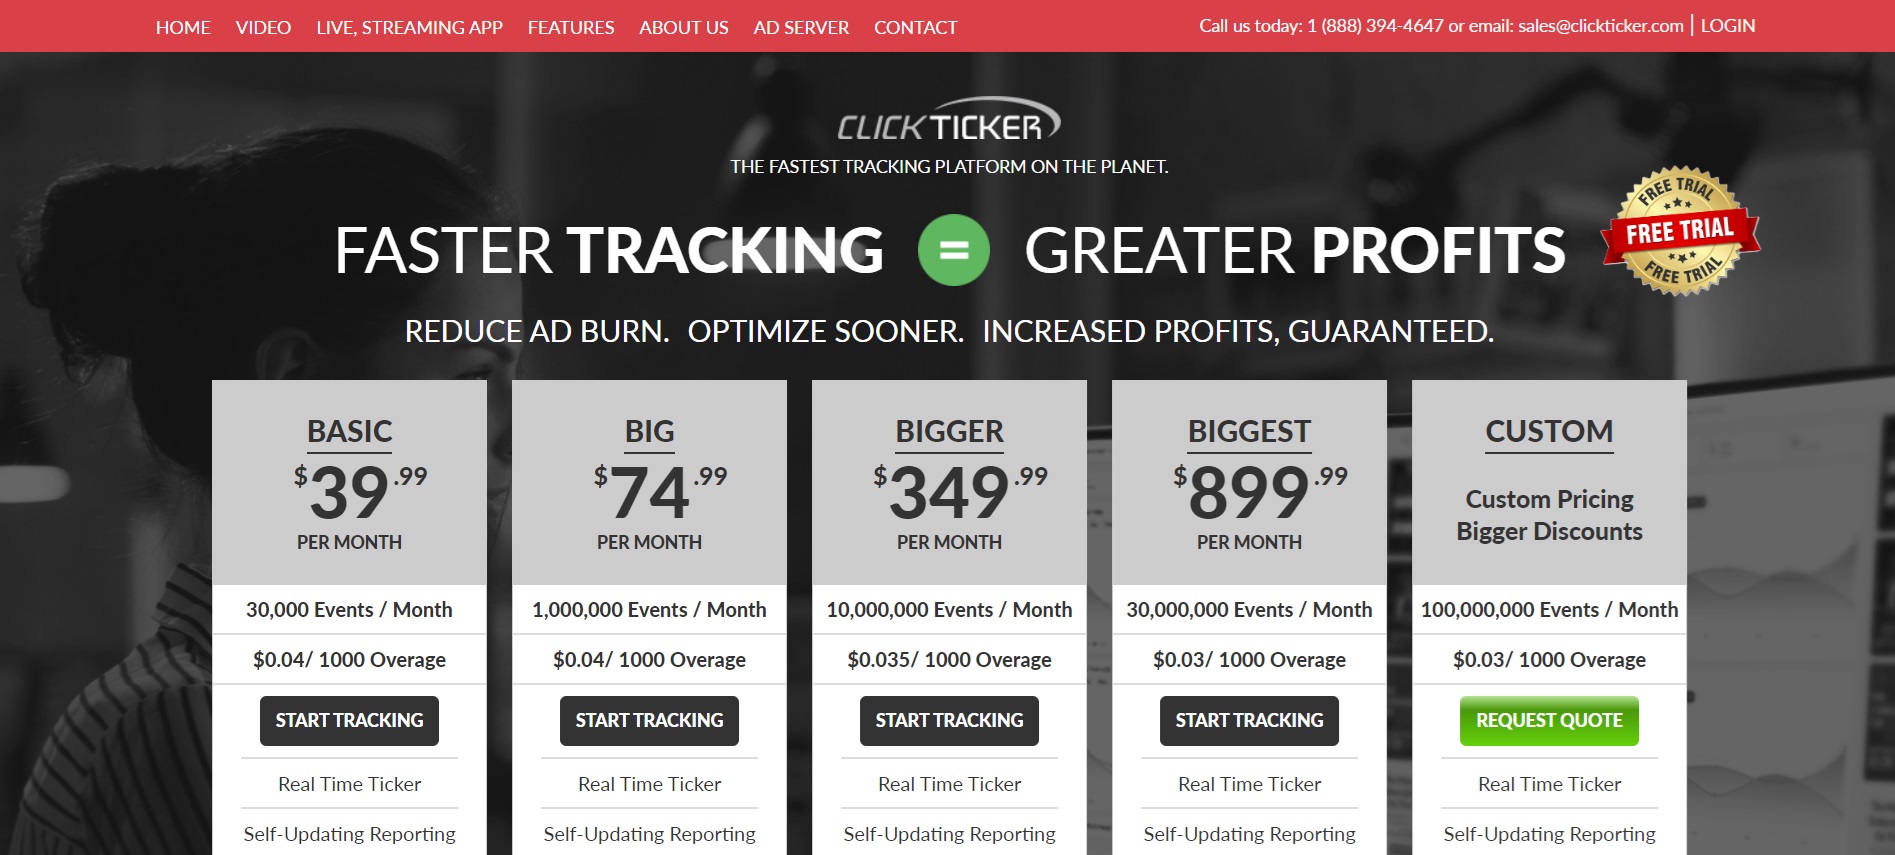 HOME VIDEO LIVE, STREAMING APP FEATURES ABOUT US AD SERVER CONTACT Call us today: 1 (888) 394-4647 or email: sales@clickticker.com | LOGIN
CLICKTICKER
THE FASTEST TRACKING PLATFORM ON THE PLANET.
FREE TRIAL
FREE TRIAL
FREE TRIAL
FASTER TRACKING = GREATER PROFITS
REDUCE AD BURN. OPTIMIZE SOONER. INCREASED PROFITS, GUARANTEED.
BASIC
$39.99
PER MONTH
30,000 Events / Month
$0.04/ 1000 Overage
START TRACKING
Real Time Ticker
Self-Updating Reporting
BIG
$74.99
PER MONTH
1,000,000 Events / Month
$0.04/ 1000 Overage
START TRACKING
Real Time Ticker
Self-Updating Reporting
BIGGER
$349.99
PER MONTH
10,000,000 Events / Month
$0.035/ 1000 Overage
START TRACKING
Real Time Ticker
Self-Updating Reporting
BIGGEST
$899.99
PER MONTH
30,000,000 Events / Month
$0.03/ 1000 Overage
START TRACKING
Real Time Ticker
Self-Updating Reporting
CUSTOM
Custom Pricing
Bigger Discounts
100,000,000 Events / Month
$0.03/ 1000 Overage
REQUEST QUOTE
Real Time Ticker
Self-Updating Reporting